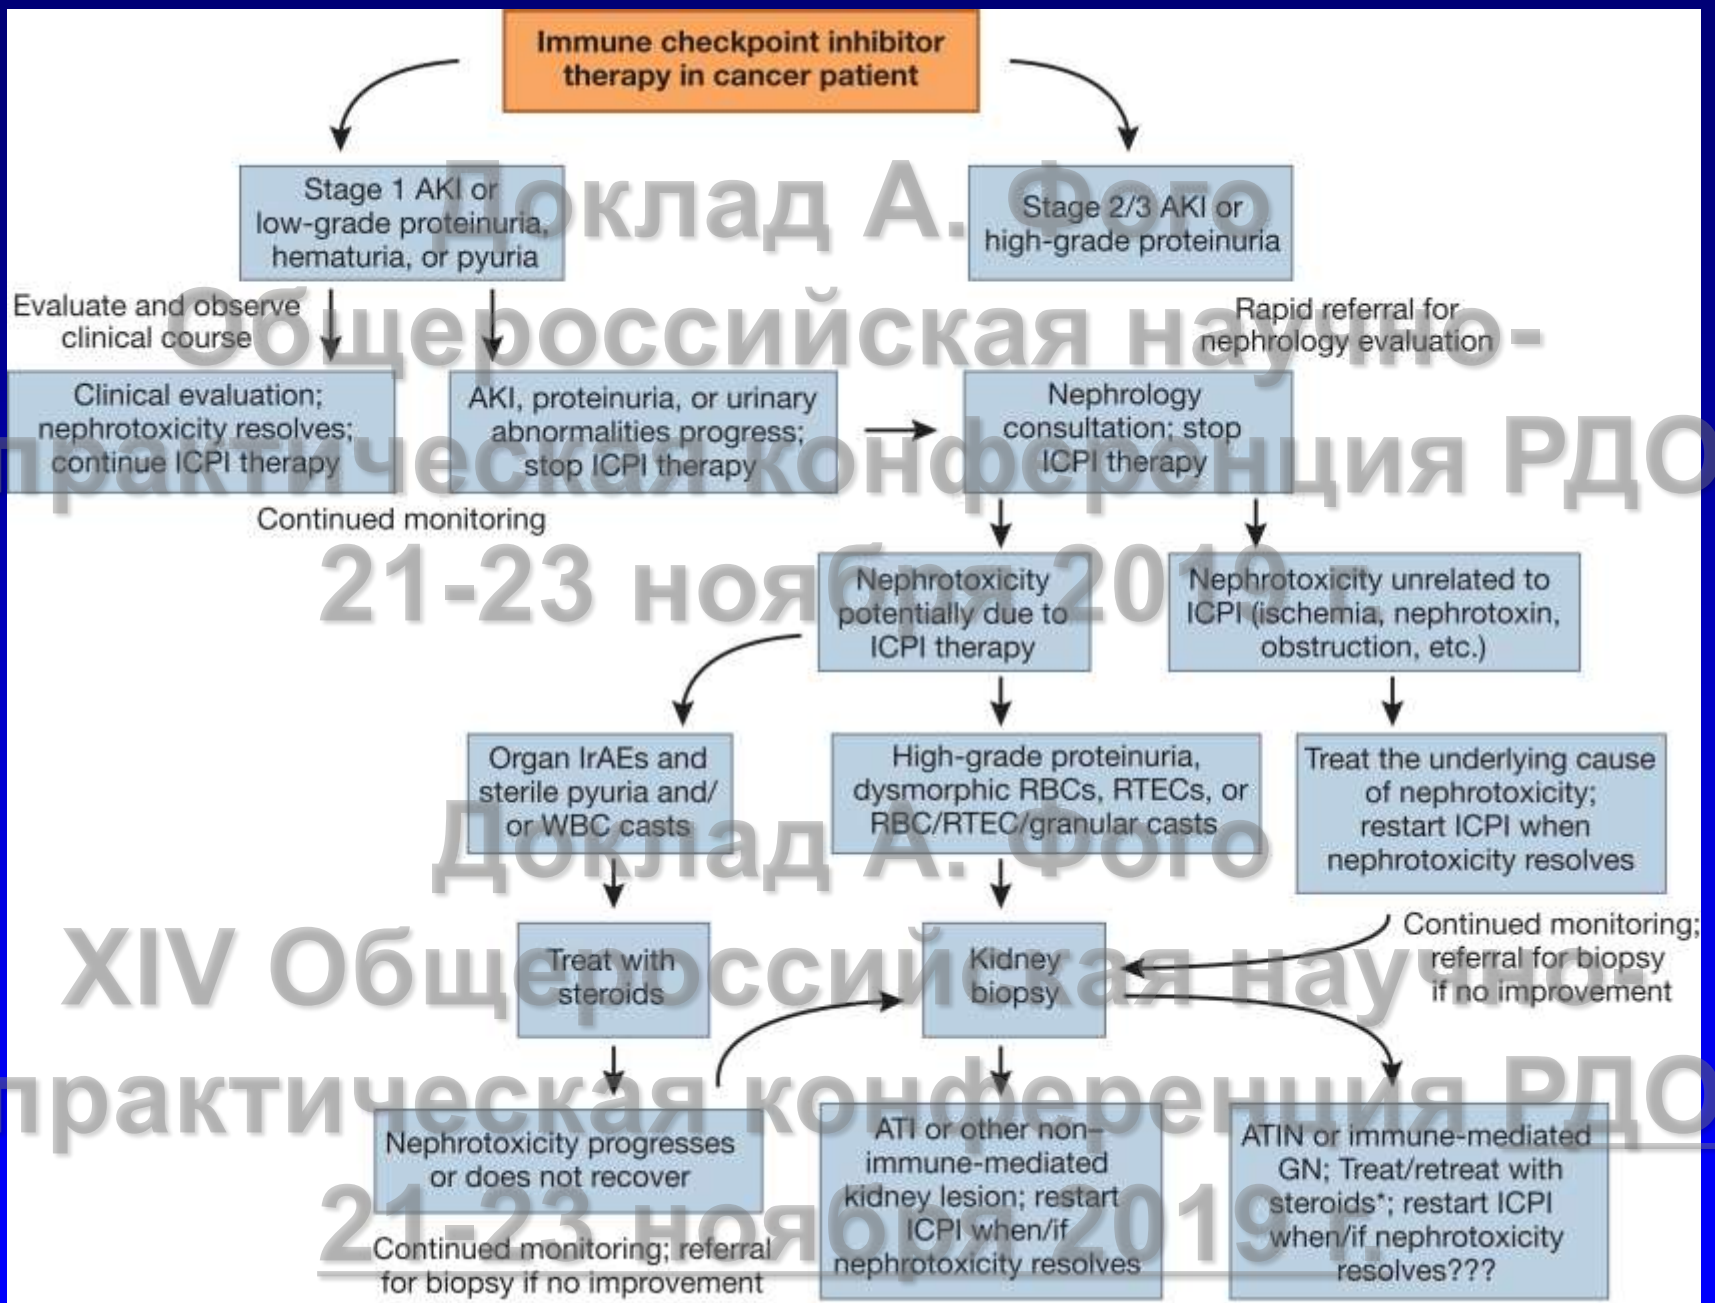 Immune checkpoint inhibitor
therapy in cancer patient
Stage 1 AKI or
low-grade proteinuria,
hematuria, or pyuria
Stage 2/3 AKI or
high-grade proteinuria
Доклад А. Фого
Evaluate and observe
clinical course
Rapid referral for
nephrology evaluation
Общероссийская научно-
Clinical evaluation;
nephrotoxicity resolves;
continue ICPI therapy
AKI, proteinuria, or urinary
abnormalities progress;
stop ICPI therapy
Nephrology
consultation; stop
ICPI therapy
практическая конференция РДО
Continued monitoring
21-23 ноября 2019 г.
Nephrotoxicity
potentially due to
ICPI therapy
Nephrotoxicity unrelated to
ICPI (ischemia, nephrotoxin,
obstruction, etc.)
Organ IrAEs and
sterile pyuria and/
or WBC casts
High-grade proteinuria,
dysmorphic RBCs, RTECs, or
RBC/RTEC/granular casts
Treat the underlying cause
of nephrotoxicity;
restart ICPI when
nephrotoxicity resolves
Доклад А. Фого
Treat with
steroids
Kidney
biopsy
Continued monitoring;
referral for biopsy
if no improvement
XIV Общероссийская научно-
практическая конференция РДО
Nephrotoxicity progresses
or does not recover
ATI or other non–
immune-mediated
kidney lesion; restart
ICPI when/if
nephrotoxicity resolves
ATIN or immune-mediated
GN; Treat/retreat with
steroids*; restart ICPI
when/if nephrotoxicity
resolves???
21-23 ноября 2019 г.
Continued monitoring; referral
for biopsy if no improvement